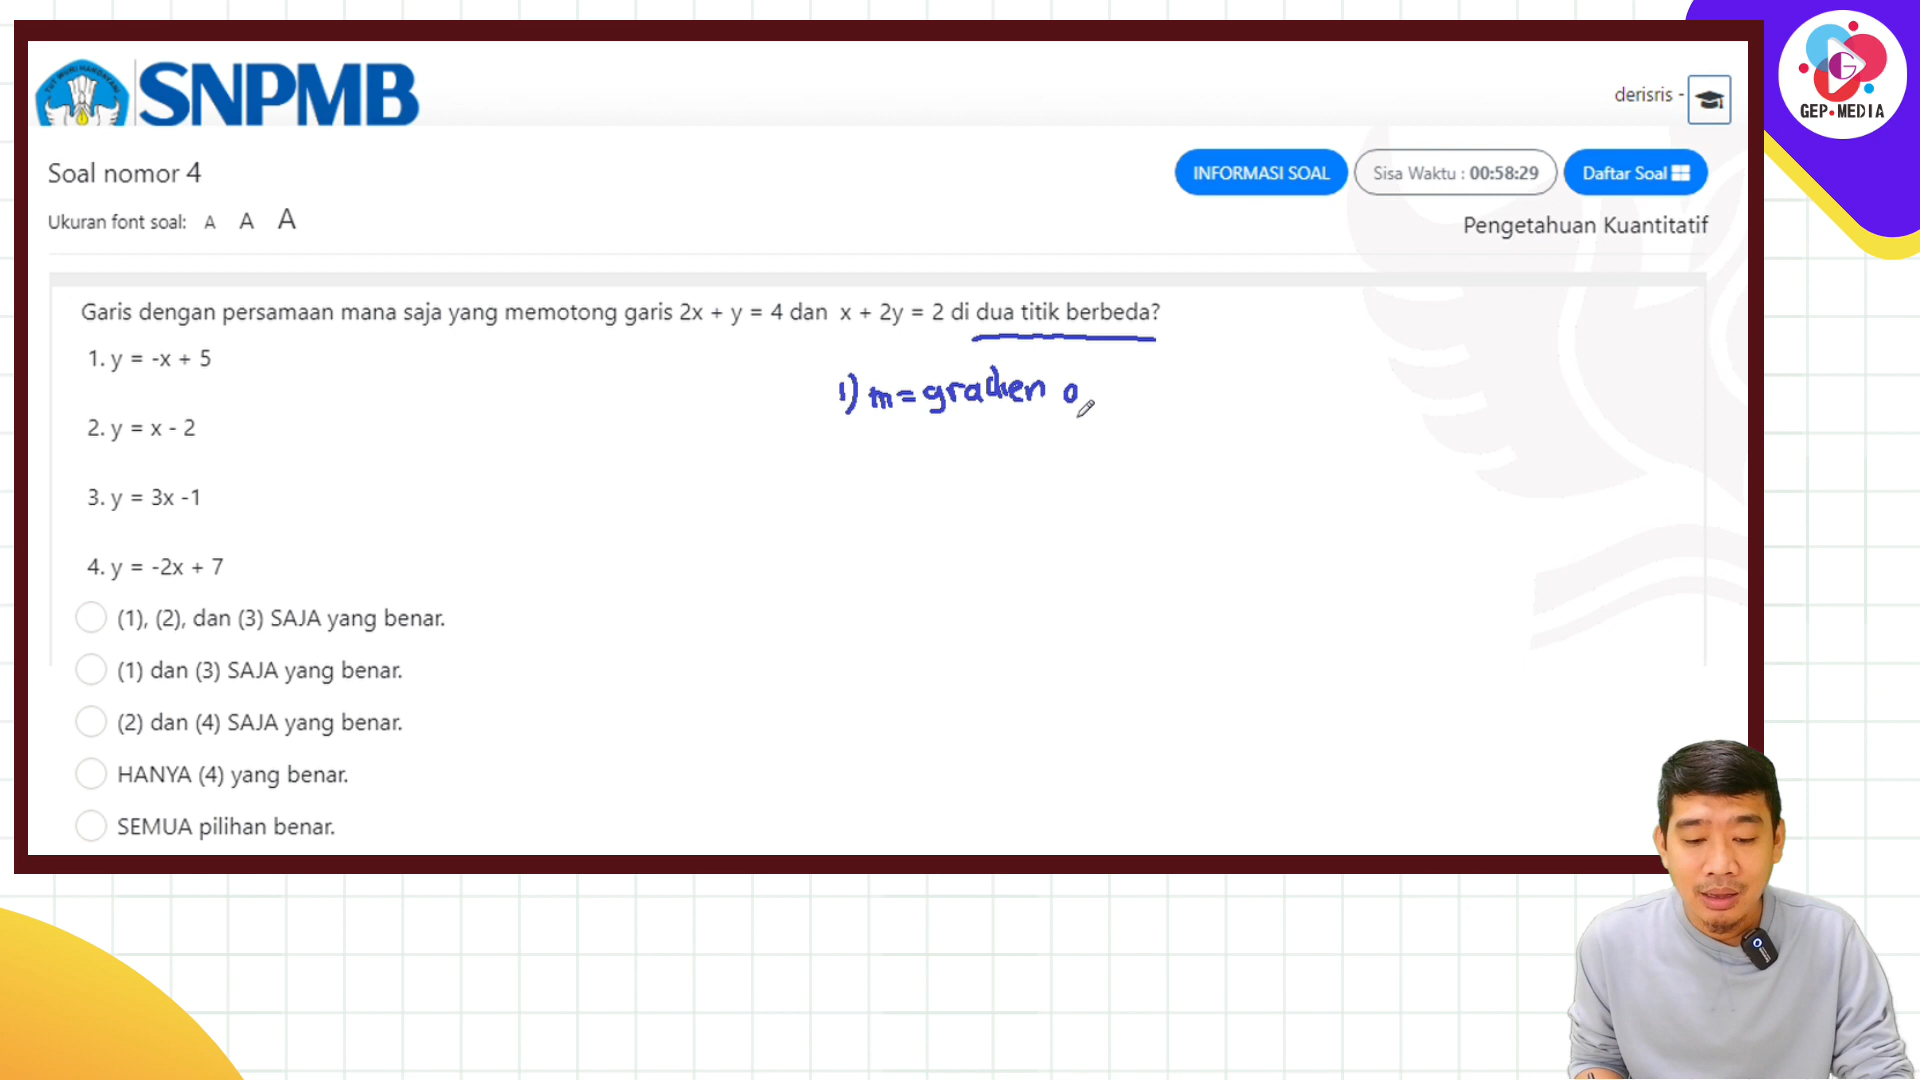 SNPMB
derisris -
GEP•MEDIA
Soal nomor 4
INFORMASI SOAL
Sisa Waktu : 00:58:29
Daftar Soal
Ukuran font soal: A A A
Pengetahuan Kuantitatif
Garis dengan persamaan mana saja yang memotong garis 2x + y = 4 dan x + 2y = 2 di dua titik berbeda?
1. y = -x + 5
1) m = gradien
2. y = x - 2
3. y = 3x -1
4. y = -2x + 7
(1), (2), dan (3) SAJA yang benar.
(1) dan (3) SAJA yang benar.
(2) dan (4) SAJA yang benar.
HANYA (4) yang benar.
SEMUA pilihan benar.